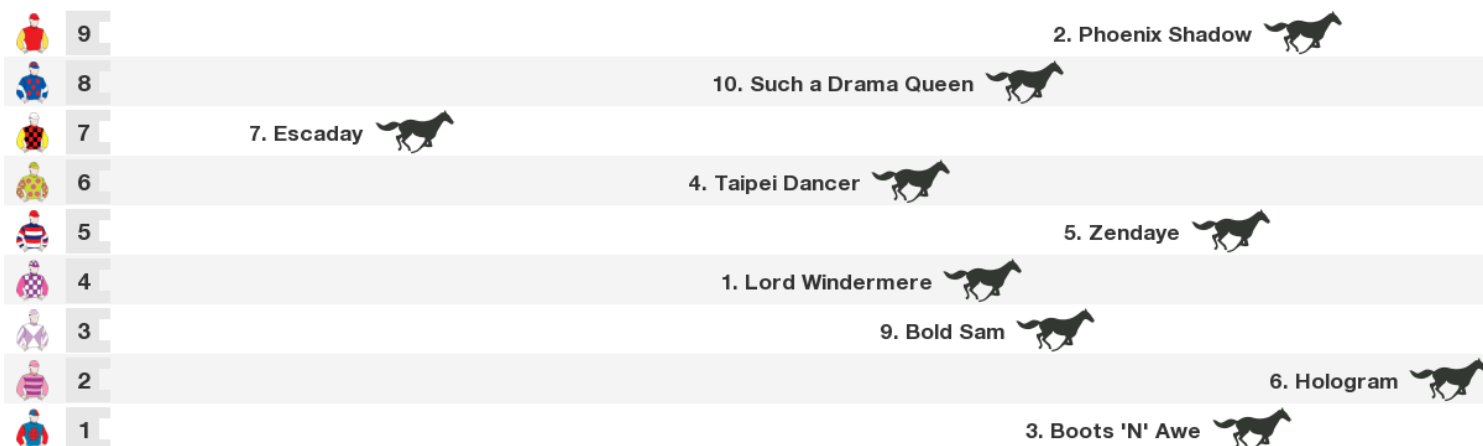 9 2. Phoenix Shadow
8 10. Such a Drama Queen
7 7. Escaday
6 4. Taipei Dancer
5 5. Zendaye
4 1. Lord Windermere
3 9. Bold Sam
2 6. Hologram
1 3. Boots 'N' Awe